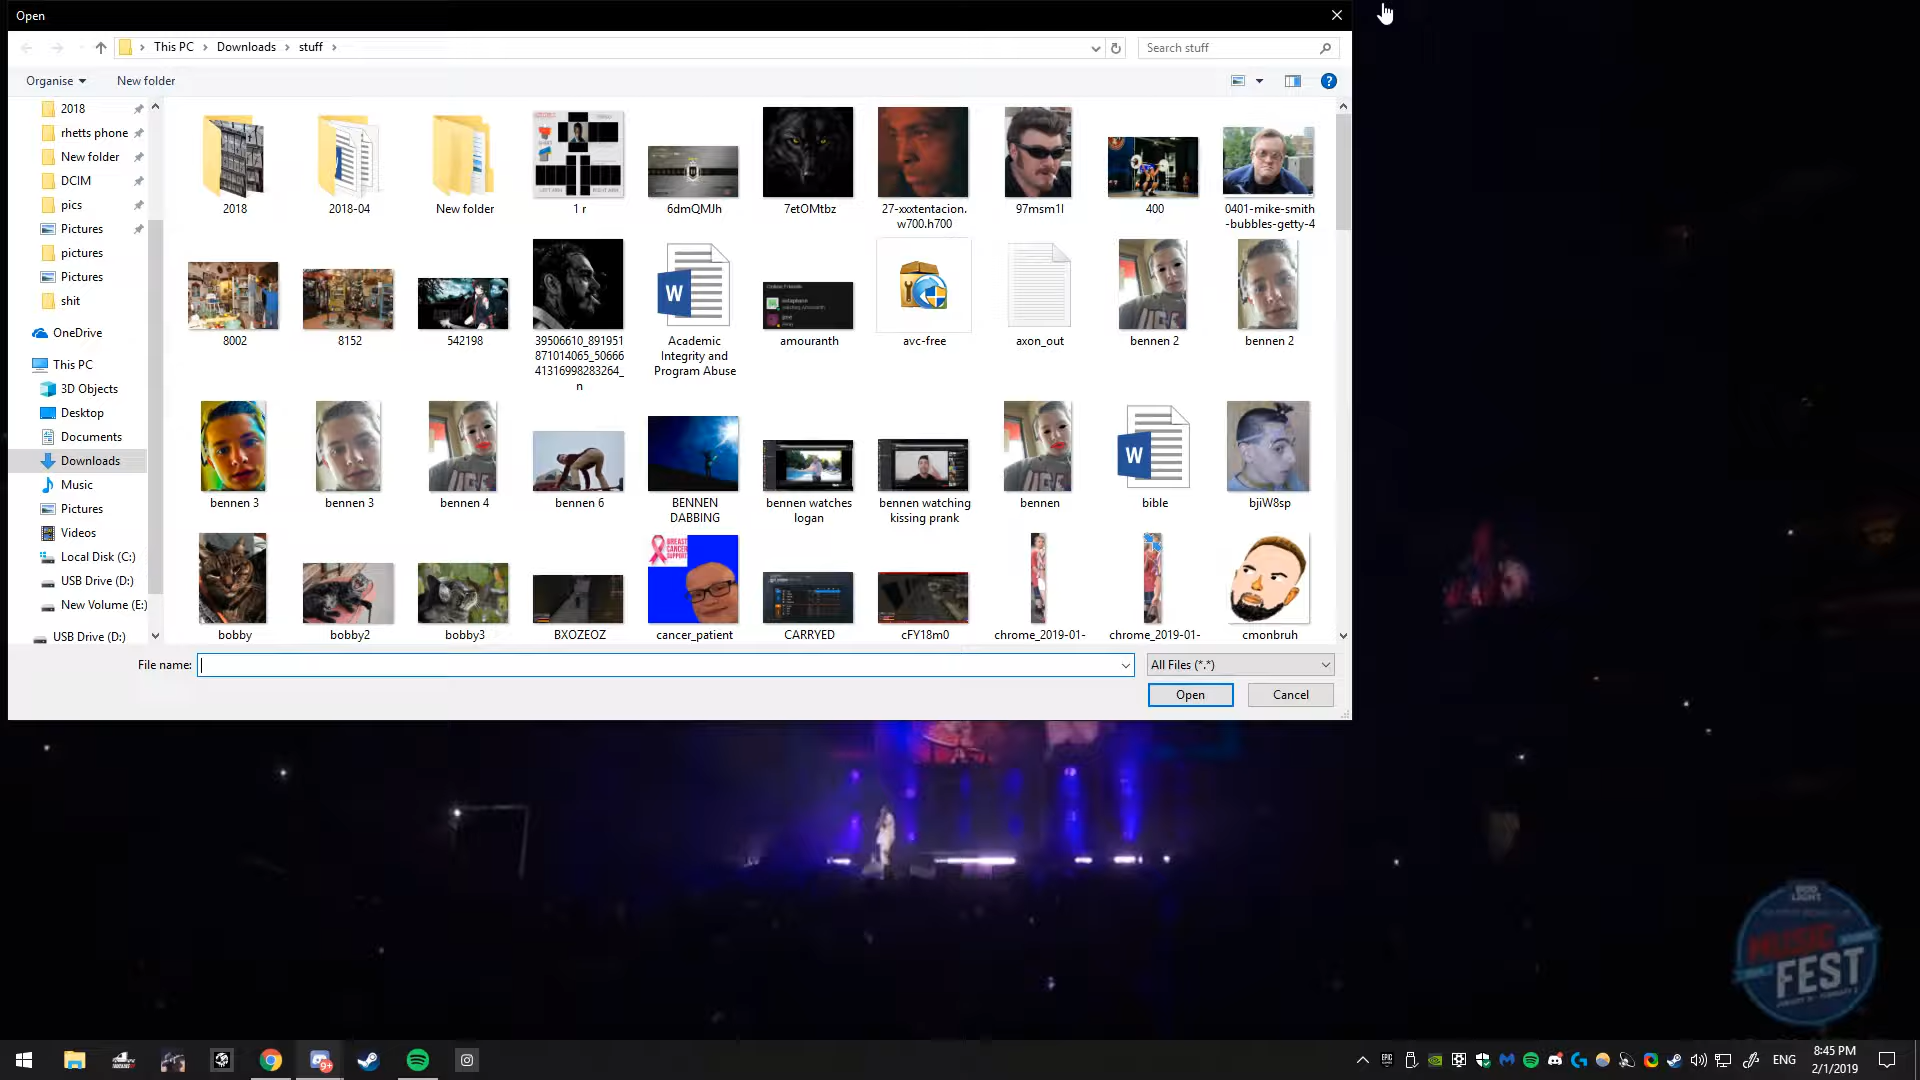 Open
This PC
Downloads
stuff
Search stuff
Organise
New folder
2018
rhetts phone
New folder
DCIM
pics
Pictures
pictures
Pictures
shit
OneDrive
This PC
3D Objects
Desktop
Documents
Downloads
Music
Pictures
Videos
Local Disk (C:)
USB Drive (D:)
New Volume (E:)
USB Drive (D:)
2018
2018-04
New folder
1 r
6dmQMJh
7etOMtbz
27-xxxtentacion.
w700.h700
97msm1l
400
0401-mike-smith
-bubbles-getty-4
8002
8152
542198
39506610_891951
871014065_50666
41316998283264_
n
Academic
Integrity and
Program Abuse
amouranth
avc-free
axon_out
bennen 2
bennen 2
bennen 3
bennen 3
bennen 4
bennen 6
BENNEN
DABBING
bennen watches
logan
bennen watching
kissing prank
bennen
bible
bjiW8sp
BREAST
CANCER
SUPPORT
bobby
bobby2
bobby3
BXOZEOZ
cancer_patient
CARRYED
cFY18m0
chrome_2019-01-
chrome_2019-01-
cmonbruh
File name:
All Files (*.*)
Open
Cancel
BUD
LIGHT
MUSIC
FEST
ENG
8:45 PM
2/1/2019